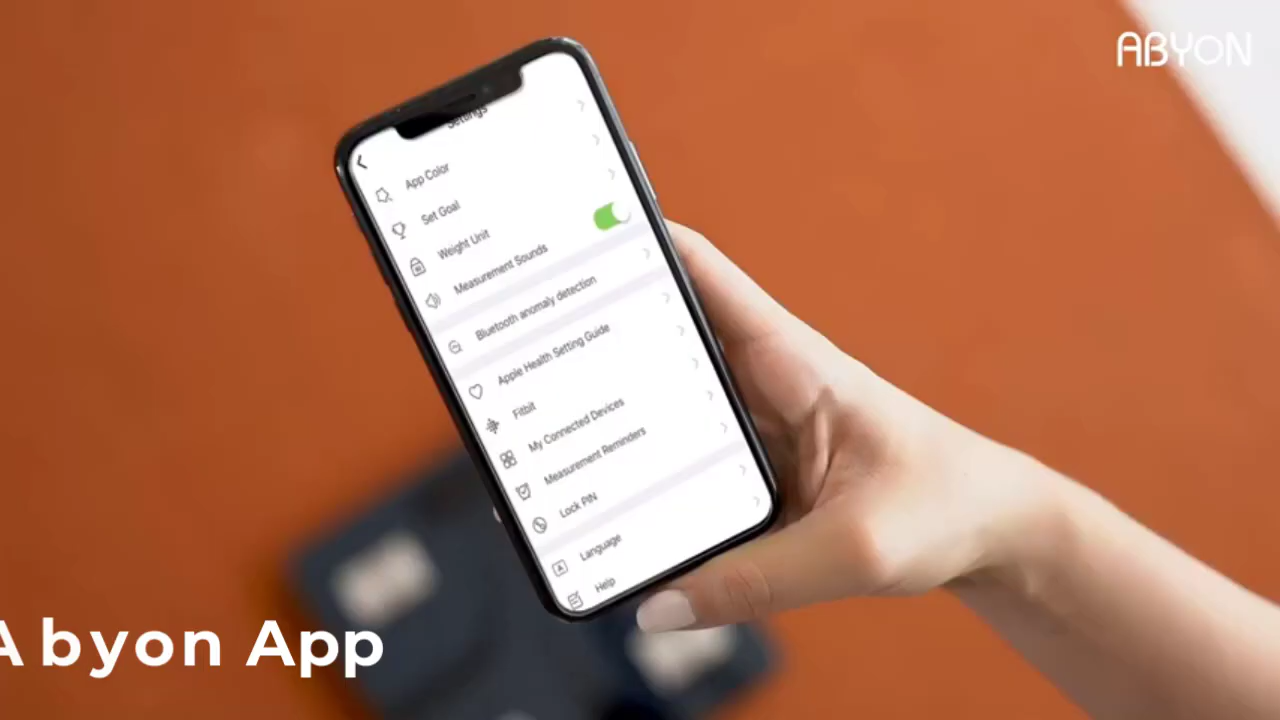 ABYON
Settings
App Color
Set Goal
Weight Unit
Measurement Sounds
Bluetooth anomaly detection
Apple Health Setting Guide
Fitbit
My Connected Devices
Measurement Reminders
Lock PIN
Language
Help
Abyon App